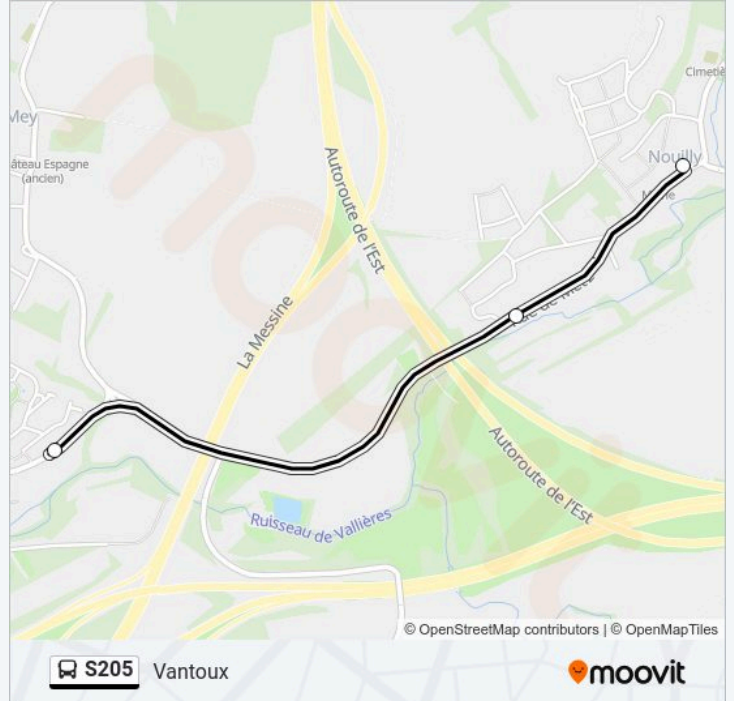 Cimetiè
Mey
Nouilly
âteau Espagne
(ancien)
Autoroute de l'Est
La Messine
Autoroute de l'Est
Ruisseau de Vallières
© OpenStreetMap contributors | © OpenMapTiles
S205 Vantoux
moovit